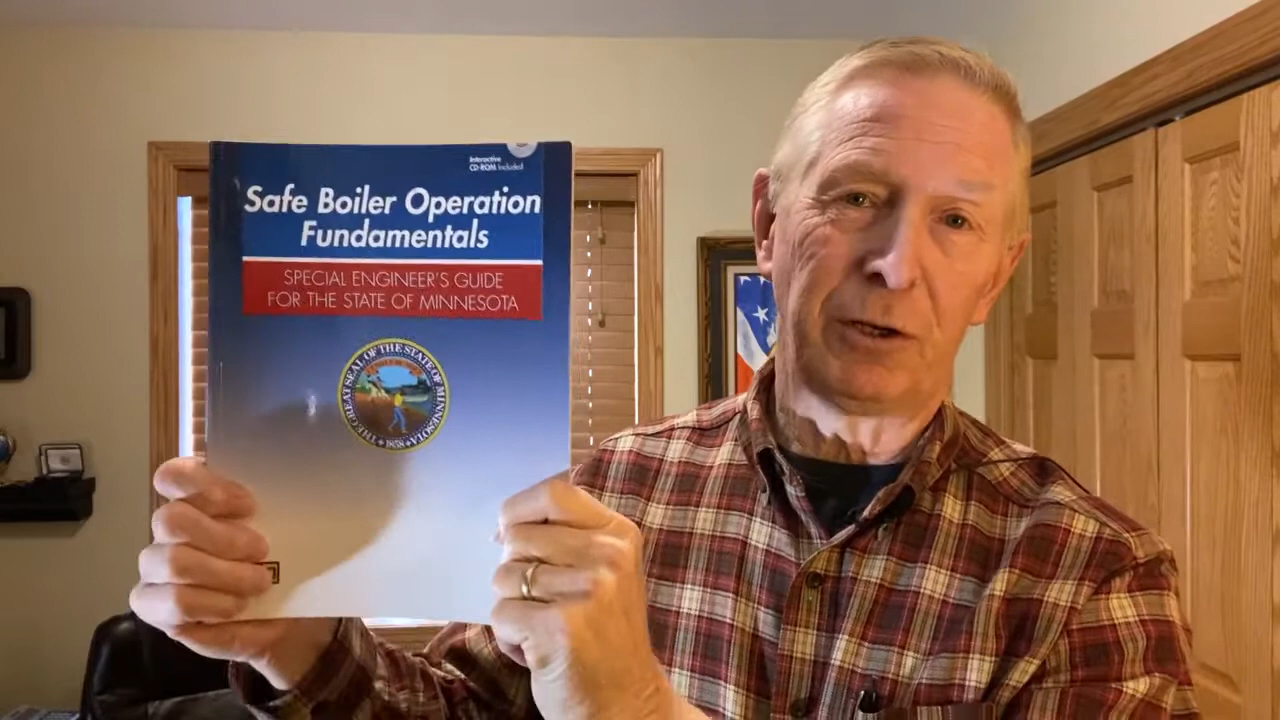 Interactive
CD-ROM Included
Safe Boiler Operation
Fundamentals
SPECIAL ENGINEER'S GUIDE
FOR THE STATE OF MINNESOTA
THE GREAT SEAL OF THE STATE OF MINNESOTA
1858